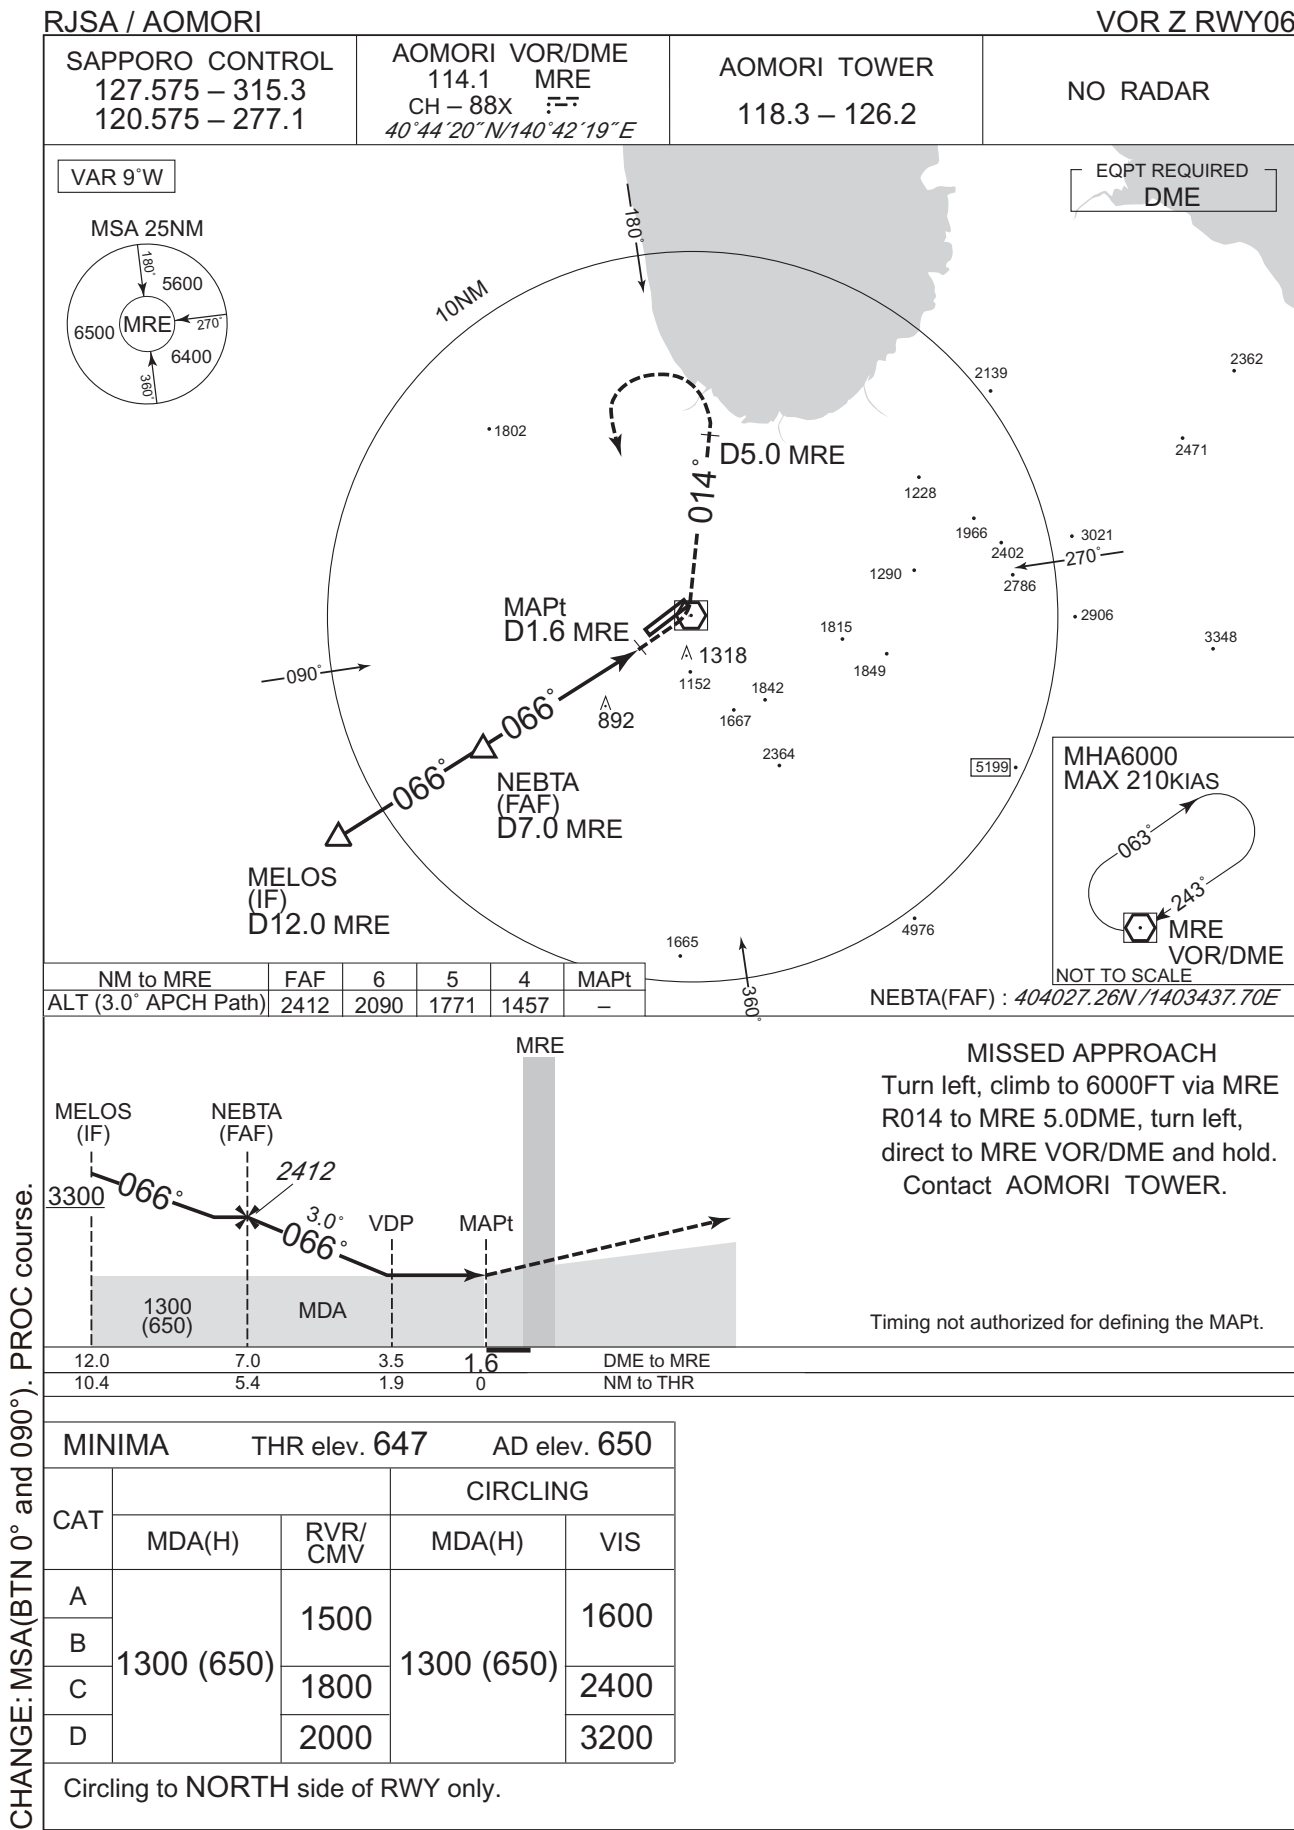 RJSA / AOMORI
VOR Z RWY06
SAPPORO CONTROL
127.575 – 315.3
120.575 – 277.1
AOMORI VOR/DME
114.1 MRE
CH – 88X
40°44´20˝N/140°42´19˝E
AOMORI TOWER
118.3 – 126.2
NO RADAR
VAR 9°W
EQPT REQUIRED
DME
MSA 25NM
180°
5600
6500
MRE
270°
6400
360°
180°
10NM
2139
2362
1802
D5.0 MRE
2471
014°
1228
1966
3021
2402
270°
1290
2786
MAPt
D1.6 MRE
2906
1815
3348
1318
1849
090°
1152
1842
066°
892
1667
2364
066°
NEBTA
(FAF)
D7.0 MRE
5199
MHA6000
MAX 210KIAS
063°
243°
MRE
VOR/DME
NOT TO SCALE
MELOS
(IF)
D12.0 MRE
4976
1665
360°
NM to MRE FAF 6 5 4 MAPt
ALT (3.0° APCH Path) 2412 2090 1771 1457 –
NEBTA(FAF) : 404027.26N /1403437.70E
MRE
MISSED APPROACH
Turn left, climb to 6000FT via MRE
R014 to MRE 5.0DME, turn left,
direct to MRE VOR/DME and hold.
Contact AOMORI TOWER.
MELOS
(IF)
NEBTA
(FAF)
2412
3300
066°
3.0°
066°
VDP
MAPt
1300
(650)
MDA
Timing not authorized for defining the MAPt.
12.0 7.0 3.5 1.6 DME to MRE
10.4 5.4 1.9 0 NM to THR
MINIMA THR elev. 647 AD elev. 650
CAT
CIRCLING
MDA(H)
RVR/
CMV
MDA(H)
VIS
A
B
C
D
1300 (650)
1500
1800
2000
1300 (650)
1600
2400
3200
Circling to NORTH side of RWY only.
CHANGE: MSA(BTN 0° and 090°). PROC course.